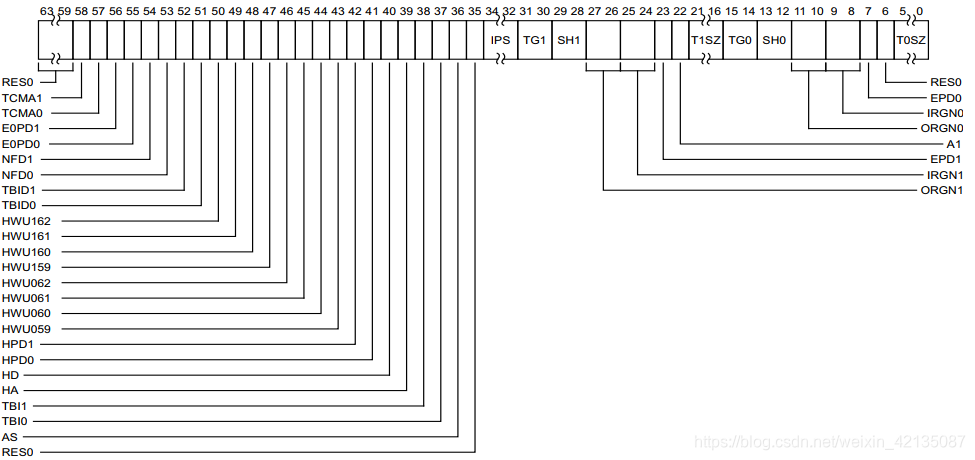 63 59 58 57 56 55 54 53 52 51 50 49 48 47 46 45 44 43 42 41 40 39 38 37 36 35 34 32 31 30 29 28 27 26 25 24 23 22 21 16 15 14 13 12 11 10 9 8 7 6 5 0
IPS TG1 SH1 T1SZ TG0 SH0 T0SZ
RES0 RES0
TCMA1 EPD0
TCMA0 IRGN0
E0PD1 ORGN0
E0PD0 A1
NFD1 EPD1
NFD0 IRGN1
TBID1 ORGN1
TBID0
HWU162
HWU161
HWU160
HWU159
HWU062
HWU061
HWU060
HWU059
HPD1
HPD0
HD
HA
TBI1
TBI0
AS
RES0
https://blog.csdn.net/weixin_42135087